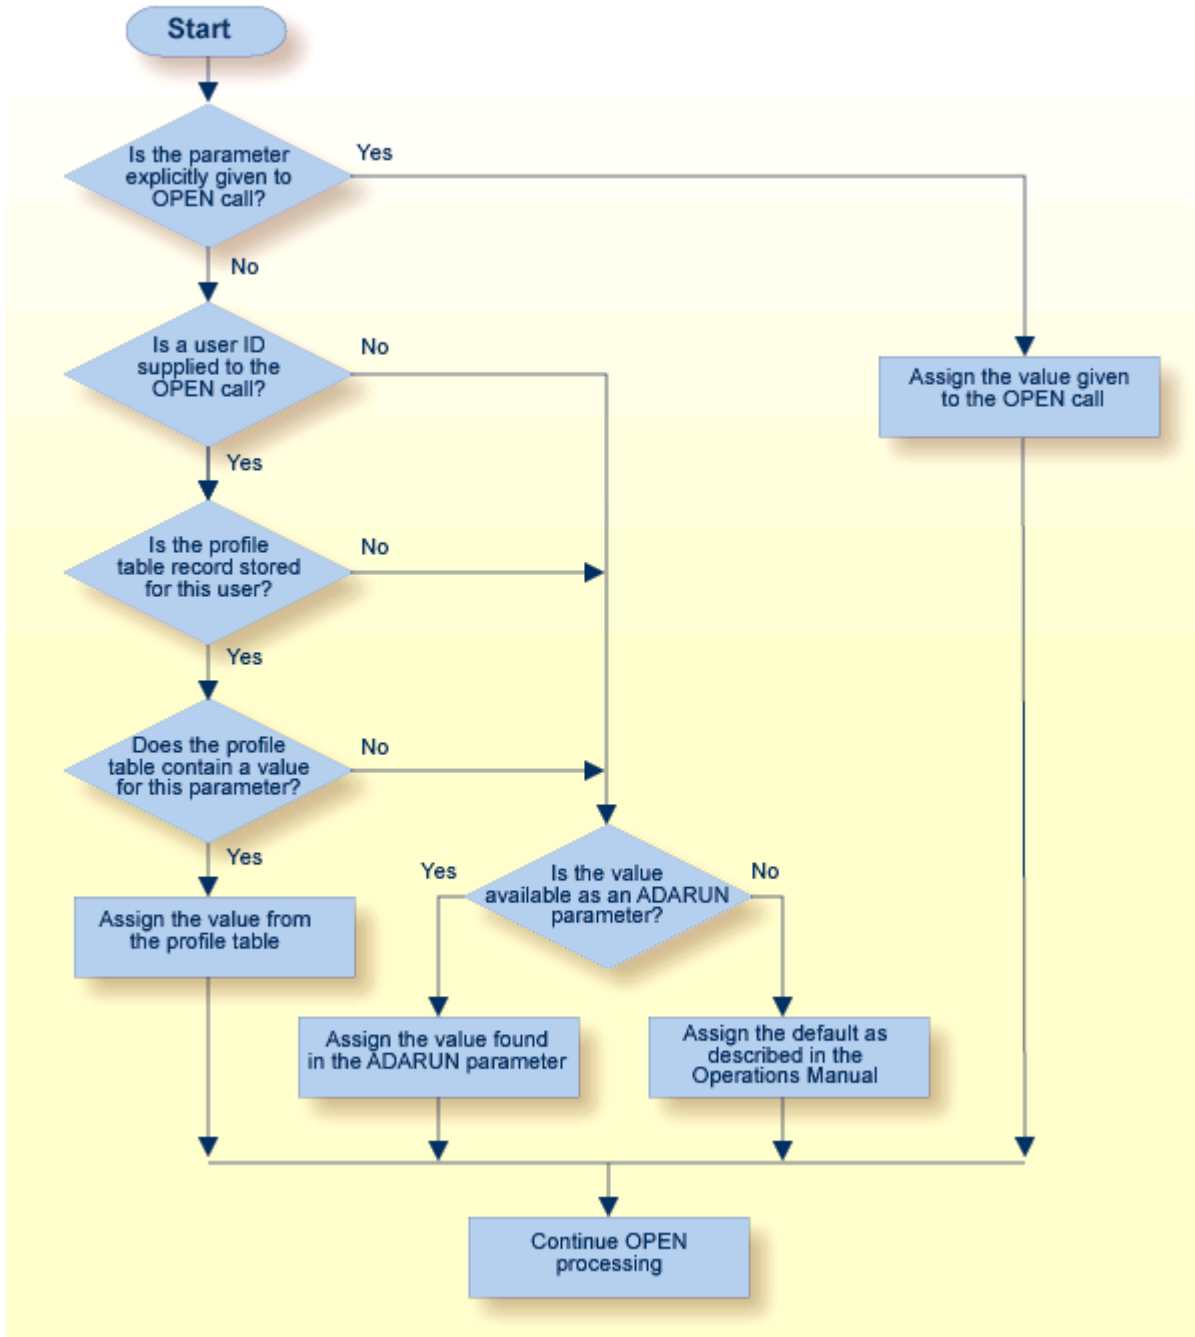 Start
Is the parameter
explicitly given to
OPEN call?
Yes
No
Is a user ID
supplied to the
OPEN call?
No
Assign the value given
to the OPEN call
Yes
Is the profile
table record stored
for this user?
No
Yes
Does the profile
table contain a value
for this parameter?
No
Yes
Assign the value from
the profile table
Yes
Is the value
available as an ADARUN
parameter?
No
Assign the value found
in the ADARUN parameter
Assign the default as
described in the
Operations Manual
Continue OPEN
processing